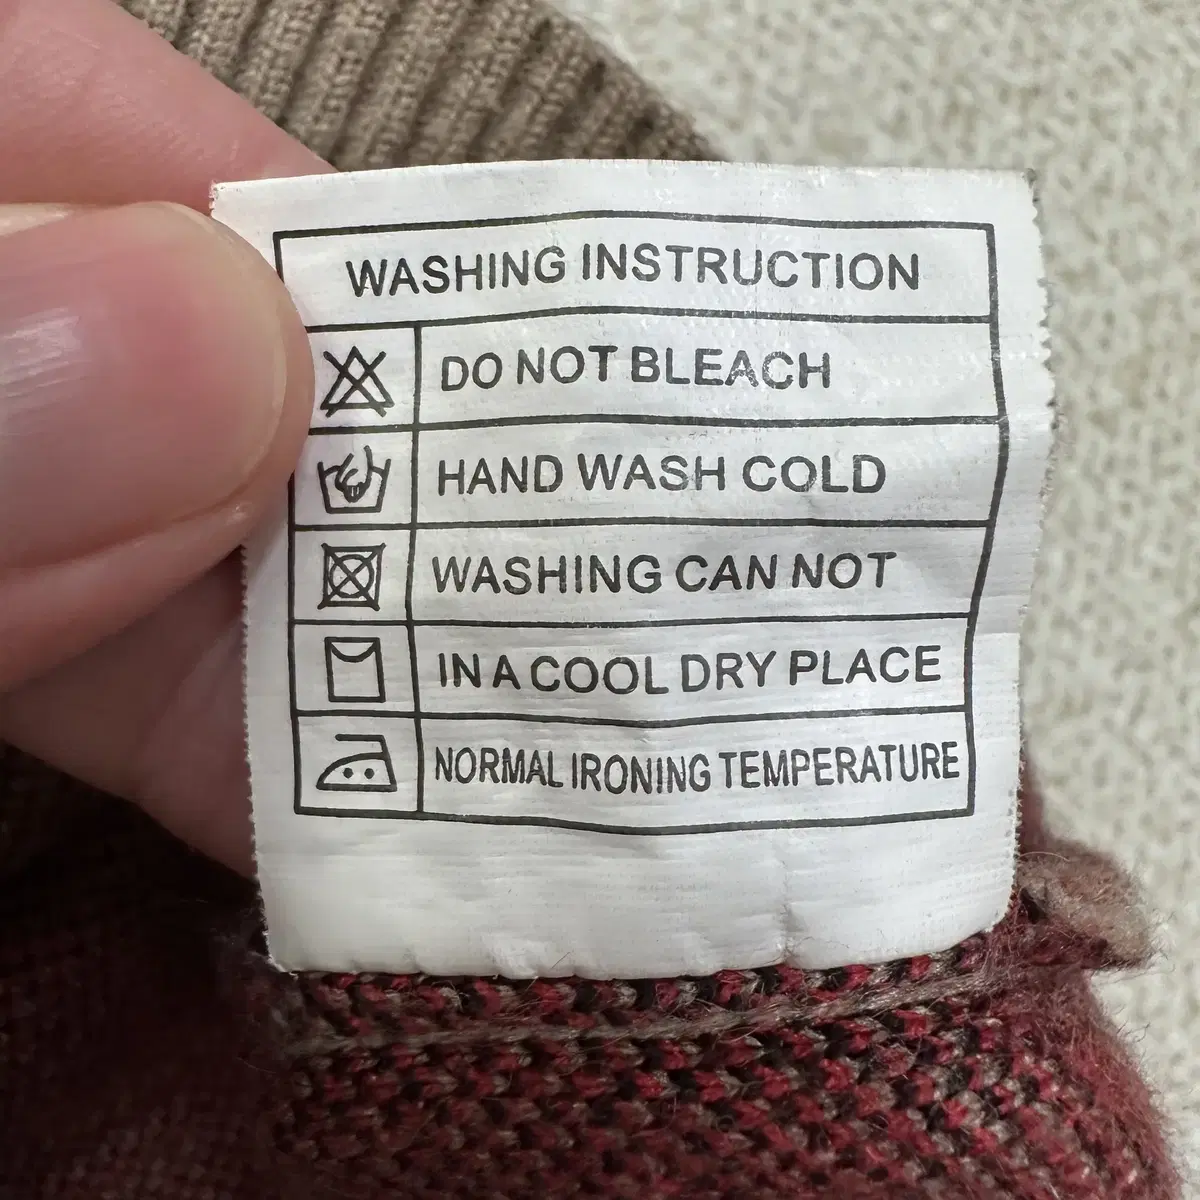 WASHING INSTRUCTION
DO NOT BLEACH
HAND WASH COLD
WASHING CAN NOT
IN A COOL DRY PLACE
NORMAL IRONING TEMPERATURE